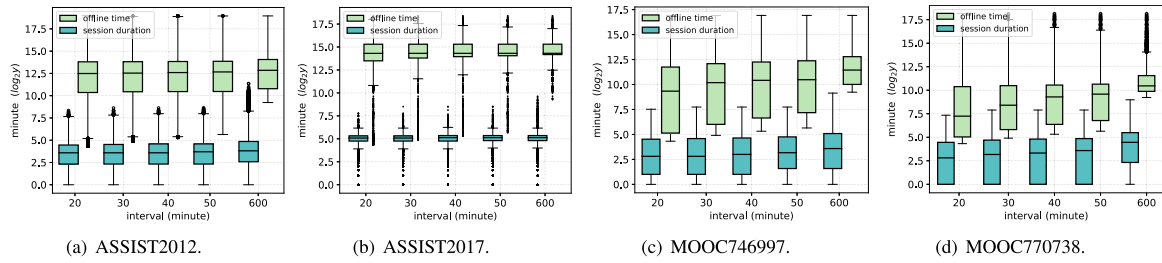 17.5
15.0
12.5
10.0
7.5
5.0
2.5
0.0
minute (log₂y)
offline time
session duration
20 30 40 50 600
interval (minute)
(a) ASSIST2012.
17.5
15.0
12.5
10.0
7.5
5.0
2.5
0.0
minute (log₂y)
offline time
session duration
20 30 40 50 600
interval (minute)
(b) ASSIST2017.
17.5
15.0
12.5
10.0
7.5
5.0
2.5
0.0
minute (log₂y)
offline time
session duration
20 30 40 50 600
interval (minute)
(c) MOOC746997.
17.5
15.0
12.5
10.0
7.5
5.0
2.5
0.0
minute (log₂y)
offline time
session duration
20 30 40 50 600
interval (minute)
(d) MOOC770738.